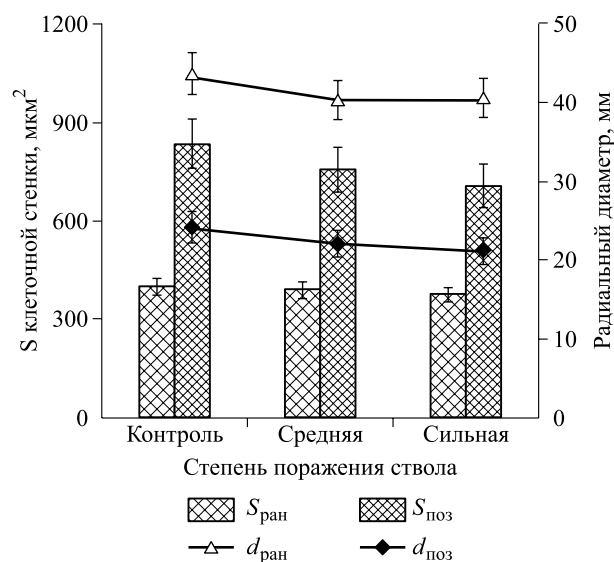 1200
900
600
300
0
S клеточной стенки, мкм²
50
40
30
20
10
0
Радиальный диаметр, мм
Контроль Средняя Сильная
Степень поражения ствола
Sран Sпоз
dран dпоз